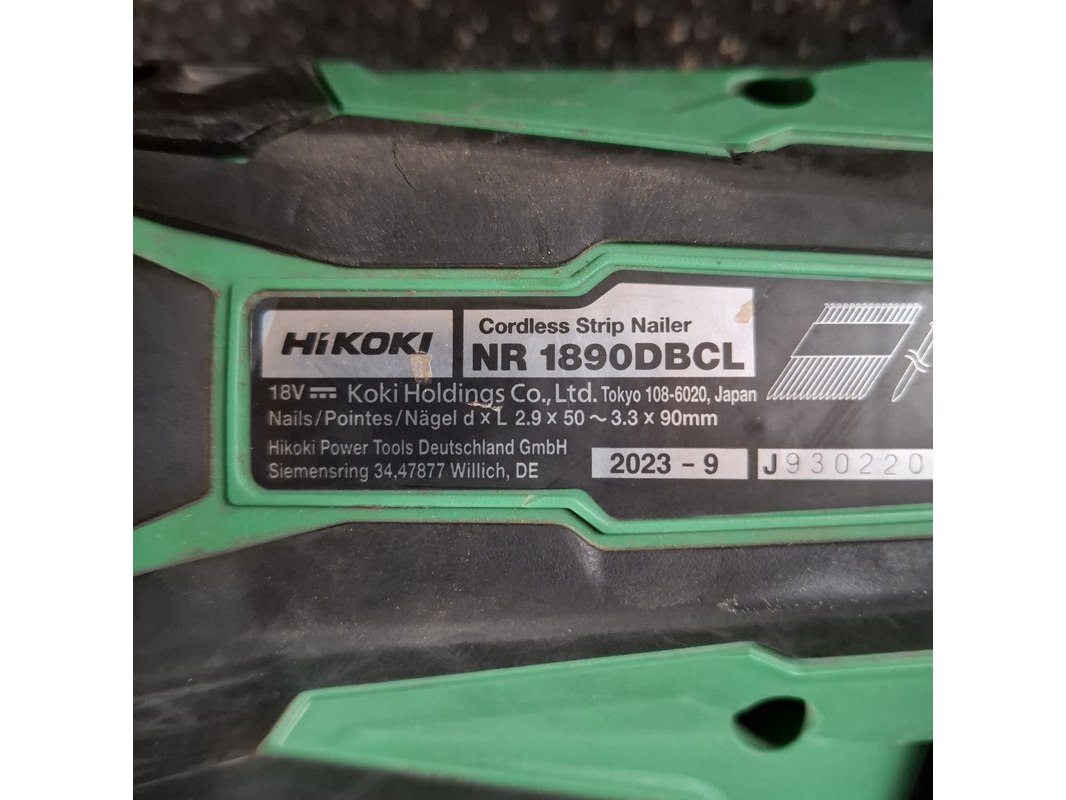 HiKOKI
Cordless Strip Nailer
NR 1890DBCL
18V ⎓ Koki Holdings Co., Ltd. Tokyo 108-6020, Japan
Nails/Pointes/Nägel d x L 2.9 x 50 ~ 3.3 x 90mm
Hikoki Power Tools Deutschland GmbH
Siemensring 34,47877 Willich, DE
2023 - 9
J930220